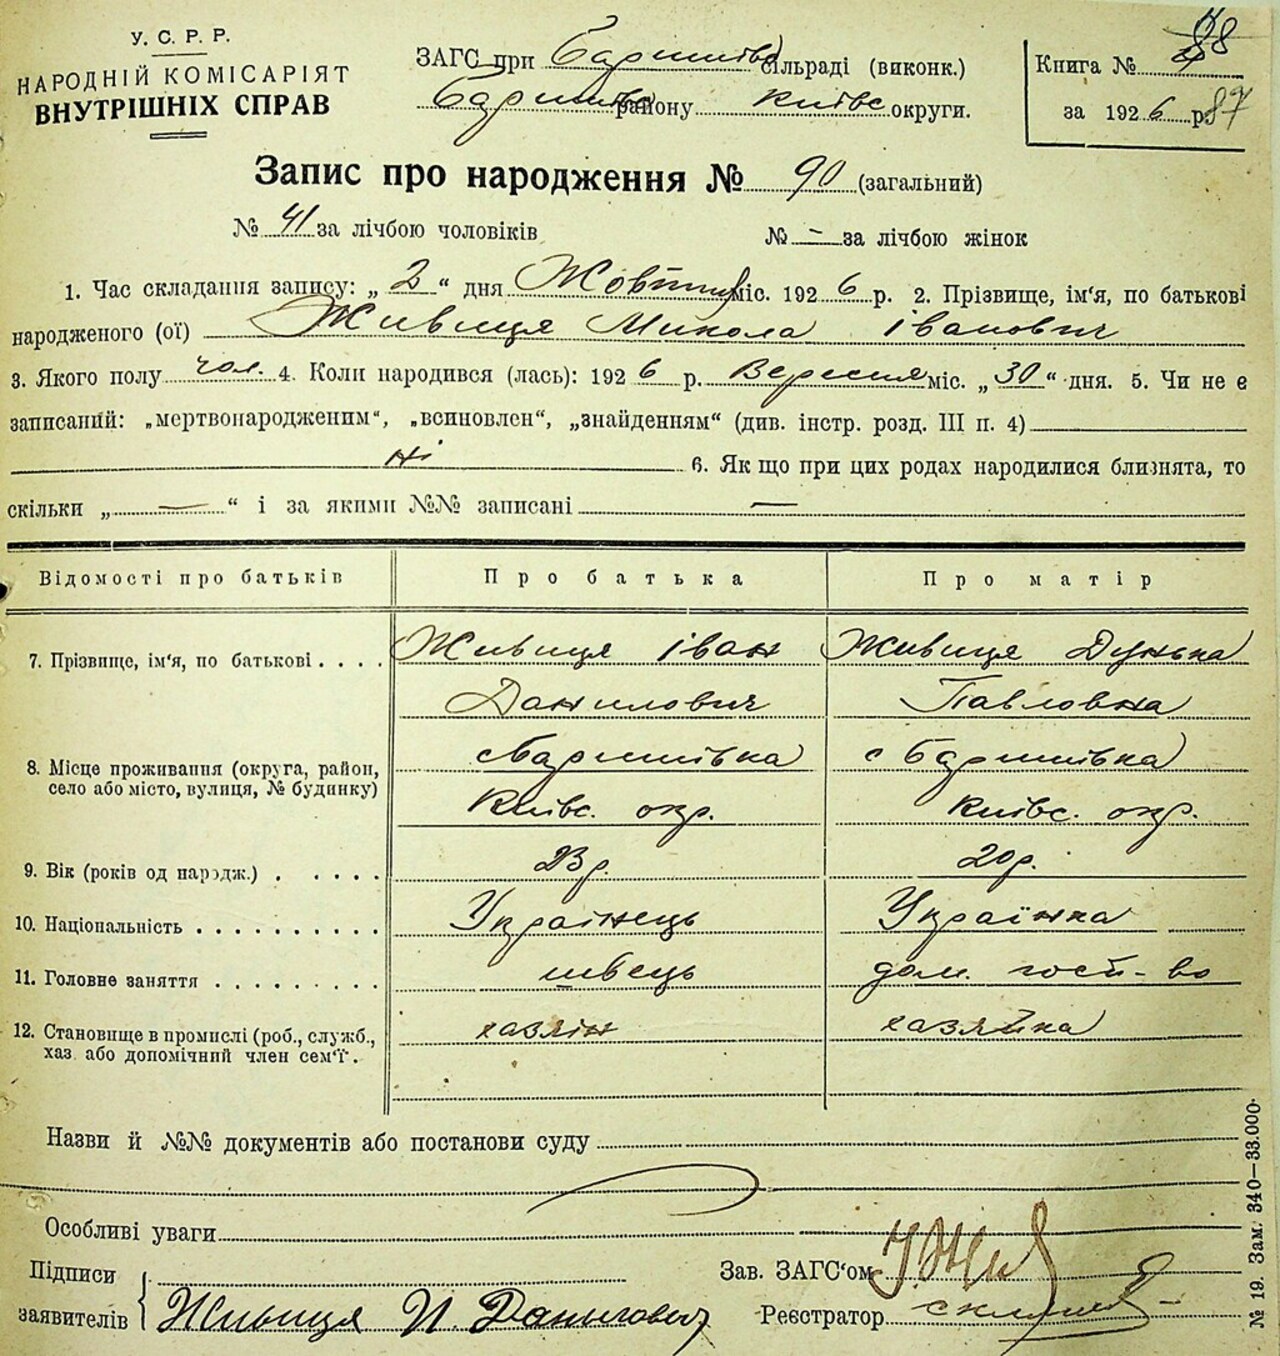 У. С. Р. Р.
НАРОДНІЙ КОМІСАРІЯТ
ВНУТРІШНІХ СПРАВ
ЗАГС при Баришівс сільраді (виконк.)
Баришівс району Київс округи.
Книга №
за 1926 р. 87
88
Запис про народження № 90 (загальний)
№ 41 за лічбою чоловіків № - за лічбою жінок
1. Час складання запису: „ 2 “ дня Жовтня міс. 1926 р. 2. Прізвище, ім'я, по батькові
народженого (ої) Живиця Микола Іванович
3. Якого полу чол. 4. Коли народився (лась): 1926 р. Вересня міс. „30“ дня. 5. Чи не є
записаний: „мертвонародженим“, „всиновлен“, „знайденням“ (див. інстр. розд. III п. 4)
ні 6. Як що при цих родах народилися близнята, то
скільки „ — “ і за якими №№ записані —
Відомості про батьків Про батька Про матір
7. Прізвище, ім'я, по батькові . . . . Живиця Іван Живиця Дунька
Данилович Павловна
8. Місце проживання (округа, район, с Баришівка с Баришівка
село або місто, вулиця, № будинку) Київс. окр. Київс. окр.
9. Вік (років од народж.) . . . . . 23 р. 20 р.
10. Національність . . . . . . . . . . Українець Українка
11. Головне заняття . . . . . . . . . швець дом. госп-во
12. Становище в промислі (роб., служб., хазяїн хазяйка
хаз або допомічний член сем'ї .
Назви й №№ документів або постанови суду
Особливі уваги
Підписи
заявителів Живиця И. Данилович
Зав. ЗАГС'ом
Реєстратор
№ 19. Зам. 340—33.000.